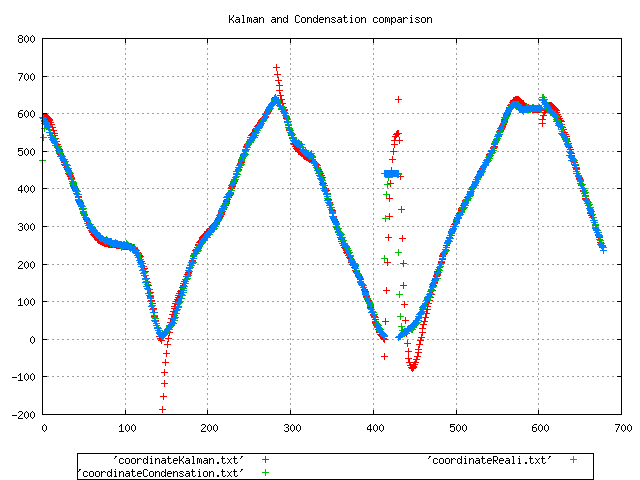 Kalman and Condensation comparison
800
700
600
500
400
300
200
100
0
-100
-200
0 100 200 300 400 500 600 700
'coordinateKalman.txt' 'coordinateReali.txt'
'coordinateCondensation.txt'